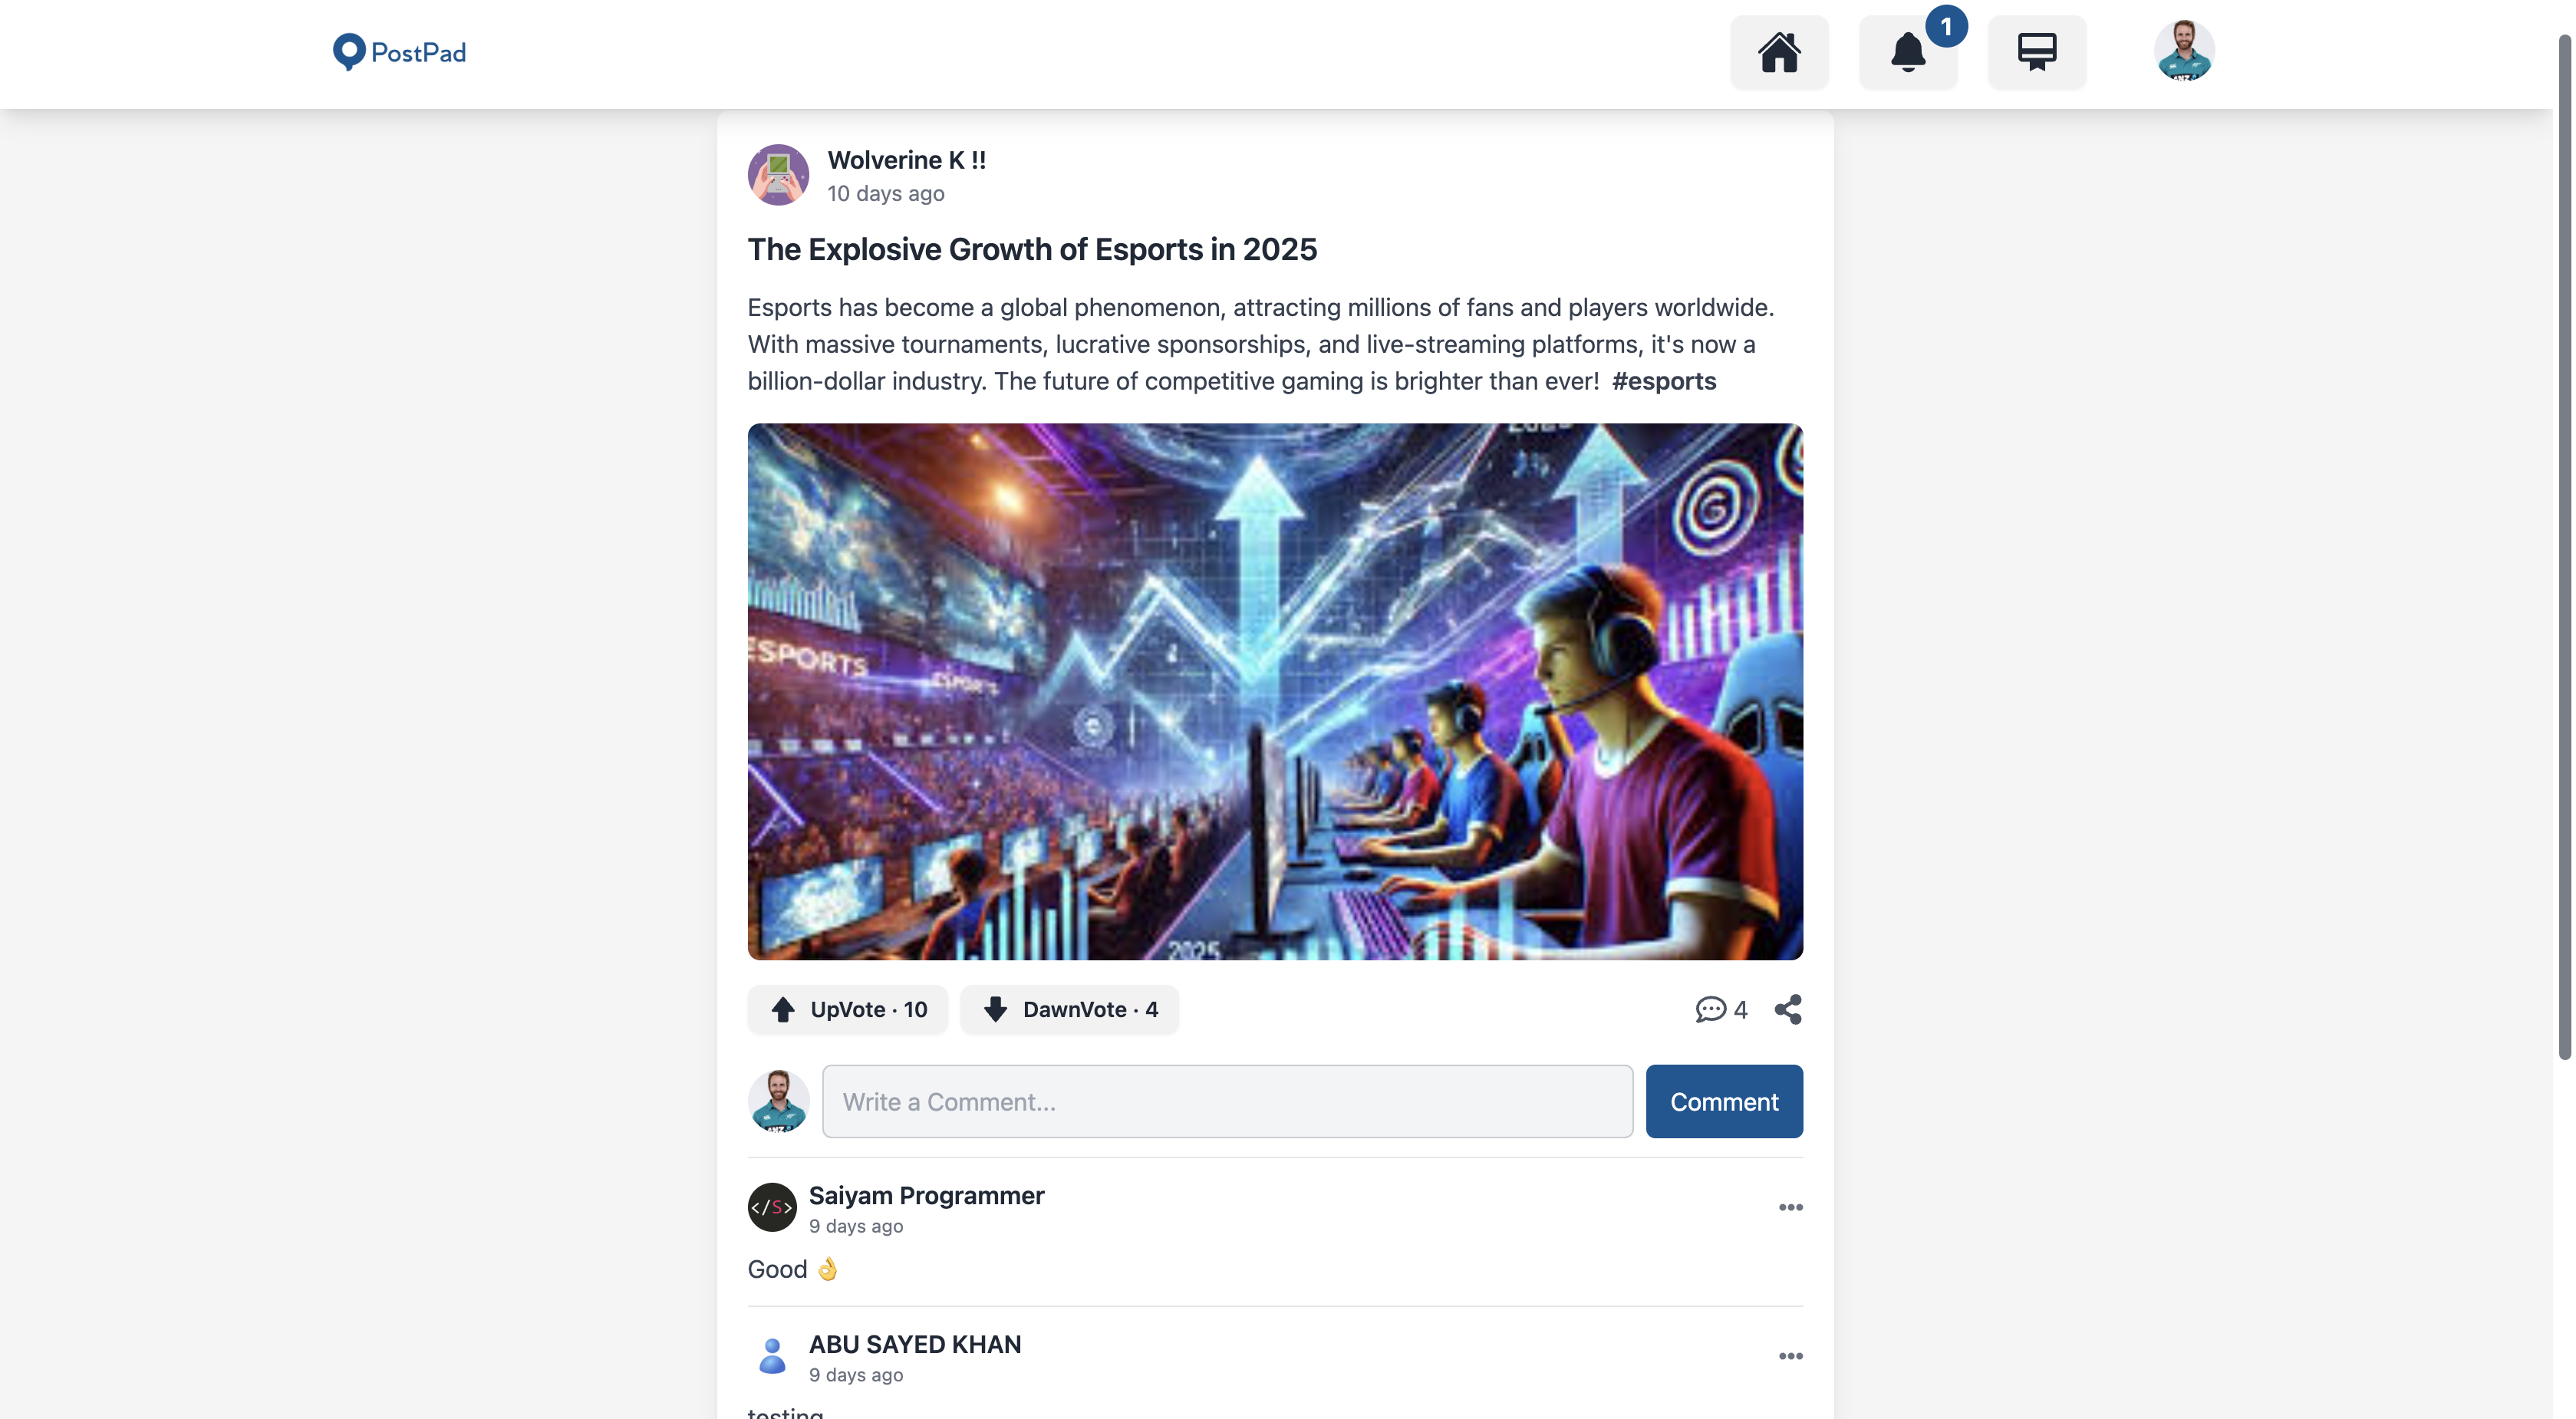 PostPad
1
Wolverine K !!
10 days ago
The Explosive Growth of Esports in 2025
Esports has become a global phenomenon, attracting millions of fans and players worldwide.
With massive tournaments, lucrative sponsorships, and live-streaming platforms, it's now a
billion-dollar industry. The future of competitive gaming is brighter than ever! #esports
ESPORTS
ESPORTS
2025
UpVote · 10
DawnVote · 4
4
Write a Comment...
Comment
</S>
Saiyam Programmer
9 days ago
Good 👌
ABU SAYED KHAN
9 days ago
testing